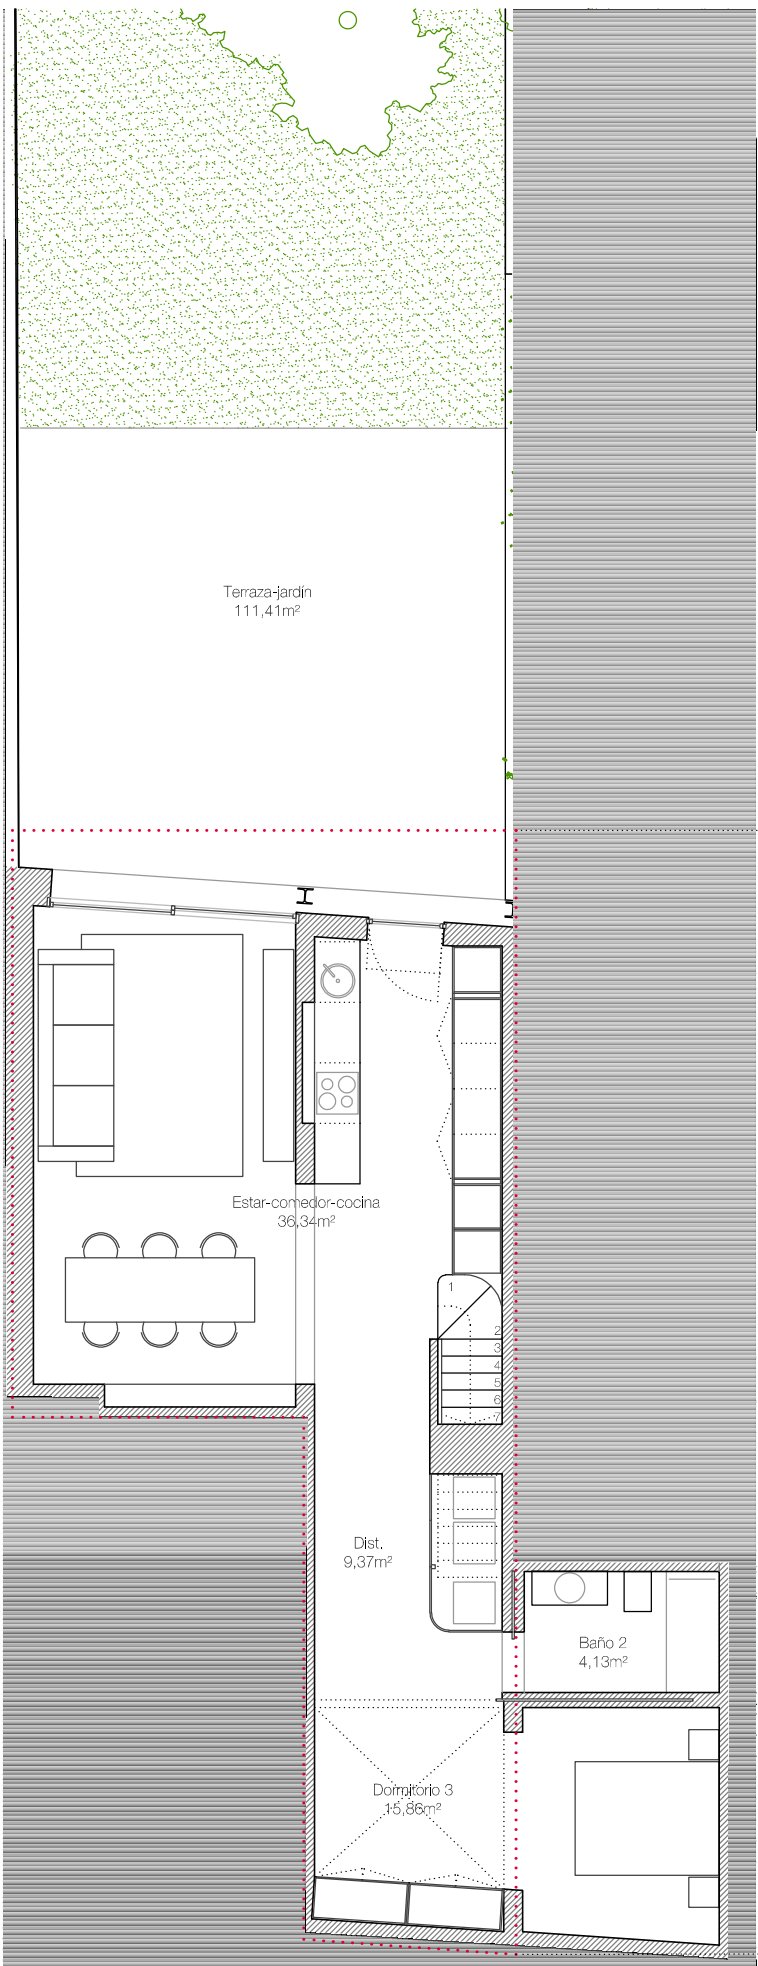 Terraza-jardín
111,41m²
Estar-comedor-cocina
36,34m²
1
2
3
4
5
6
7
Dist.
9,37m²
Baño 2
4,13m²
Dormitorio 3
15,86m²